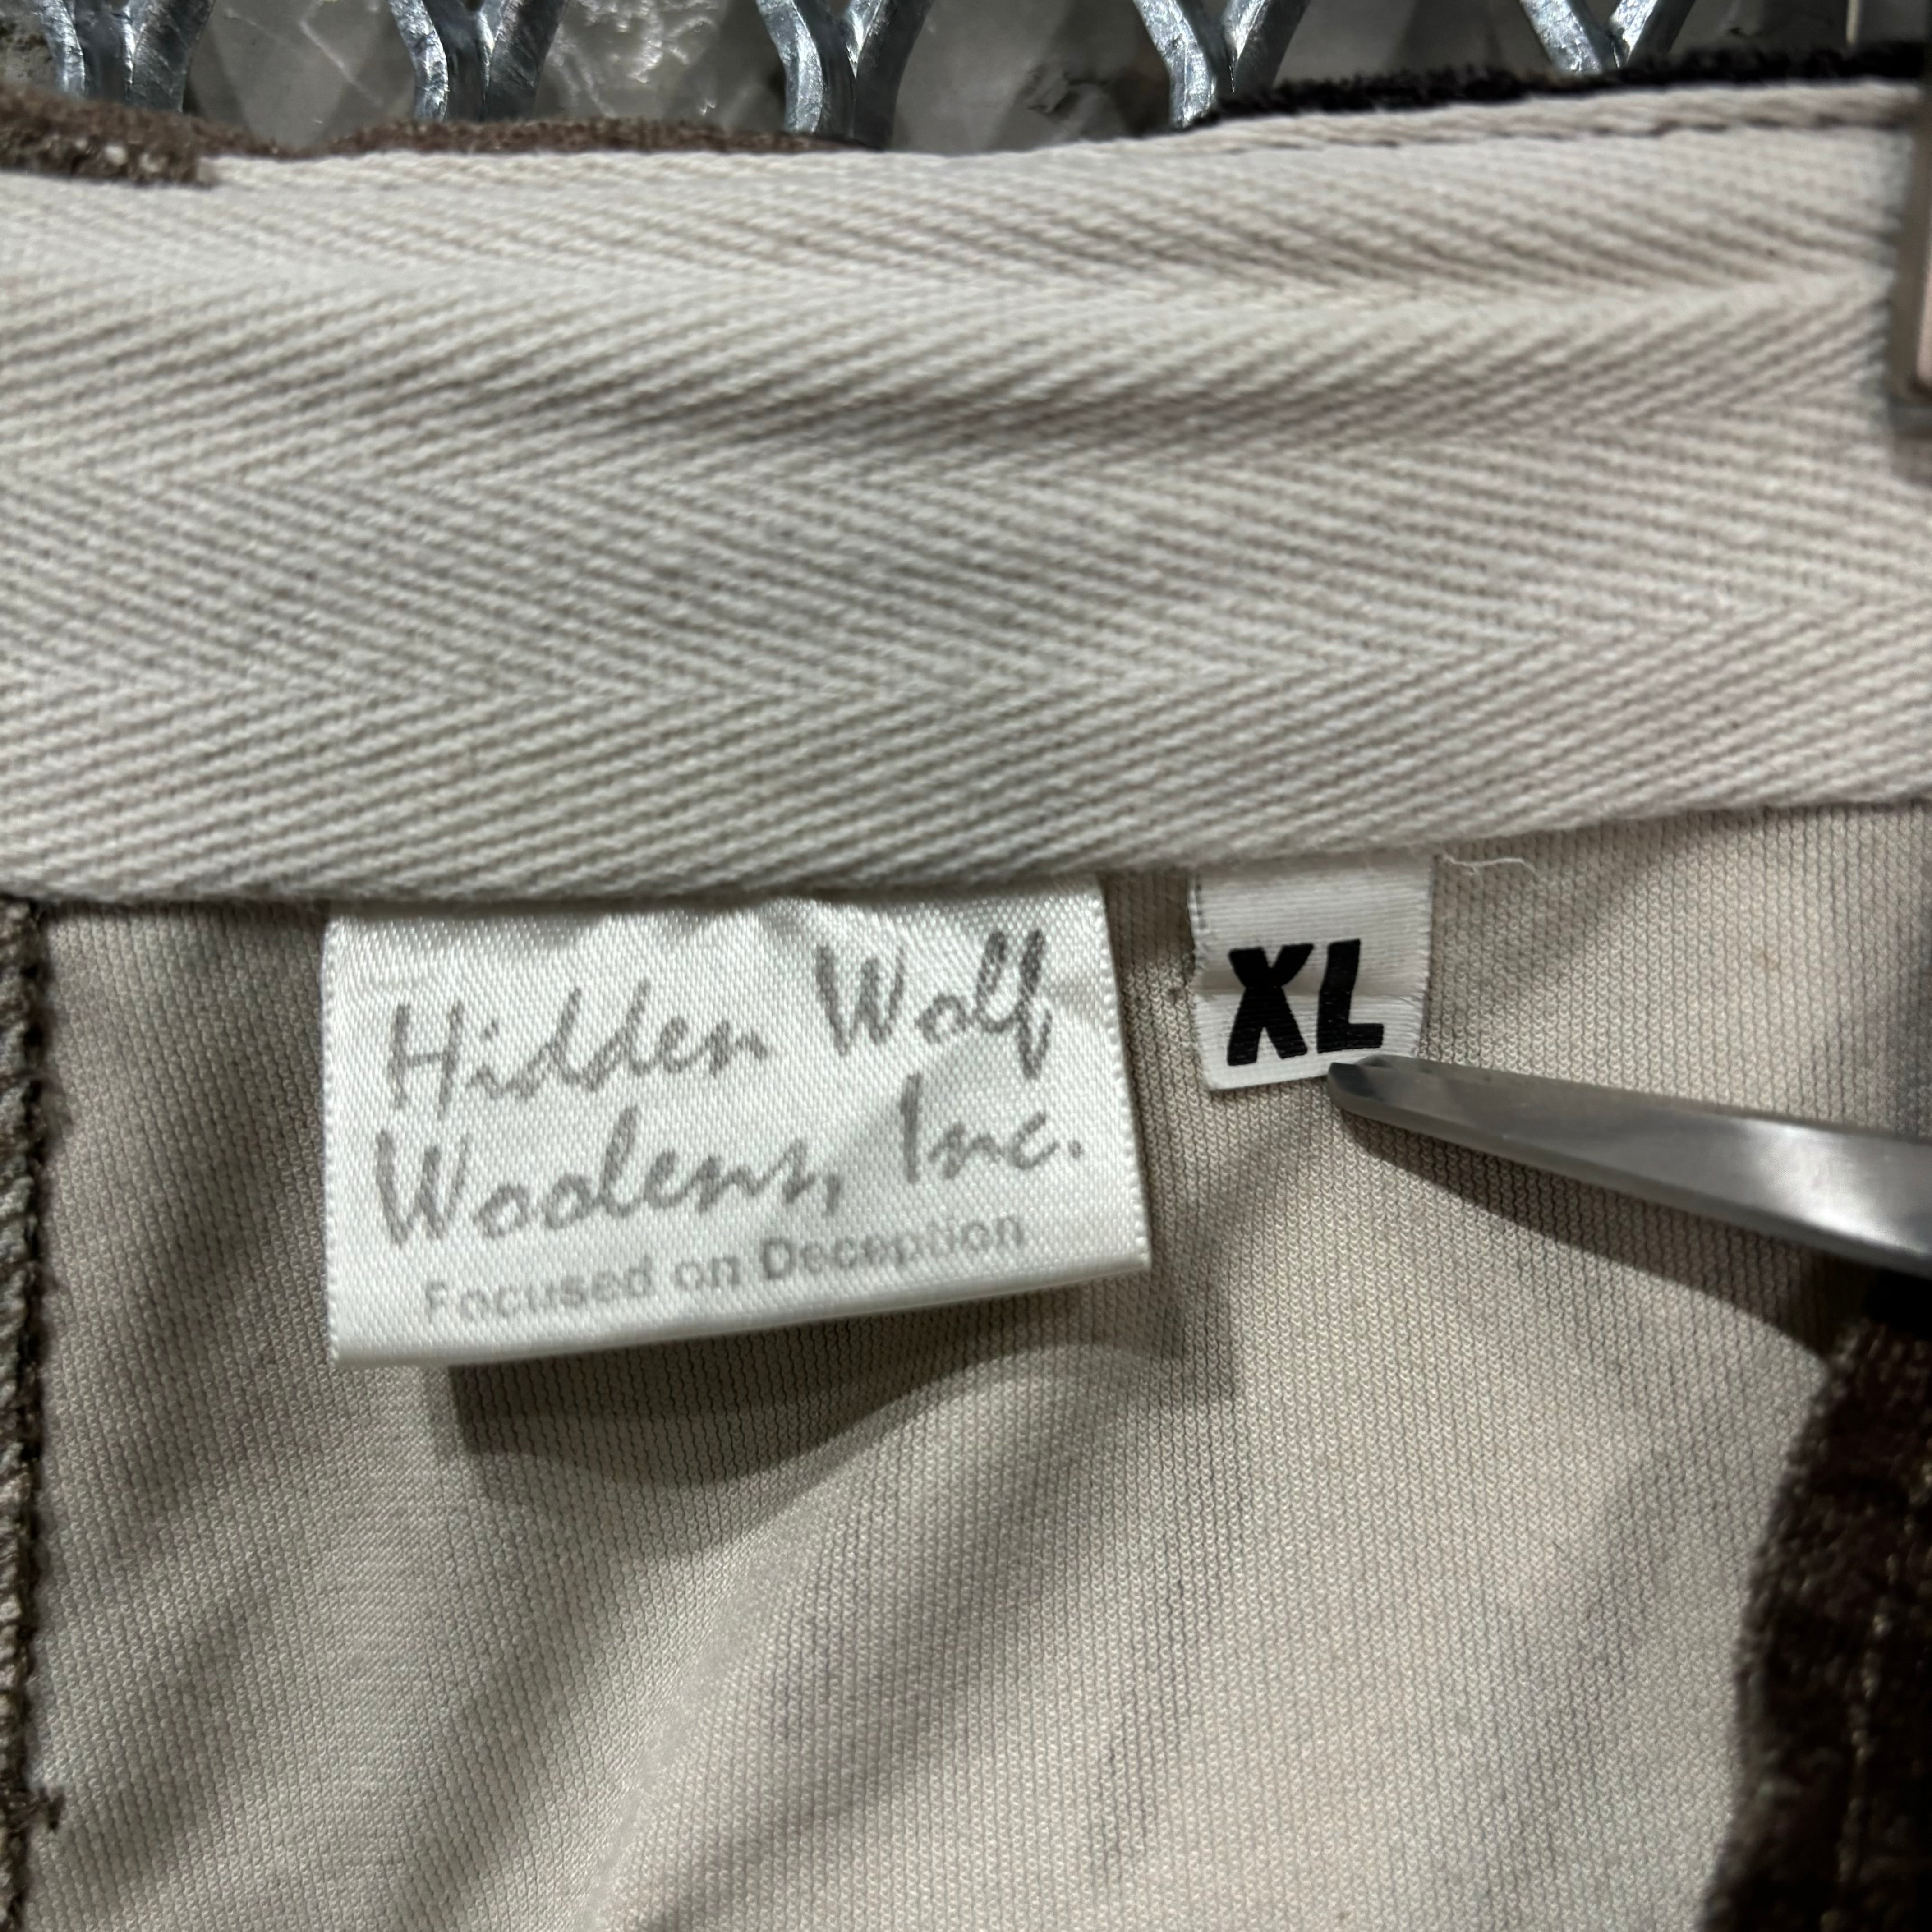 Hidden Wolf
Woolens, Inc.
Focused on Deception
XL